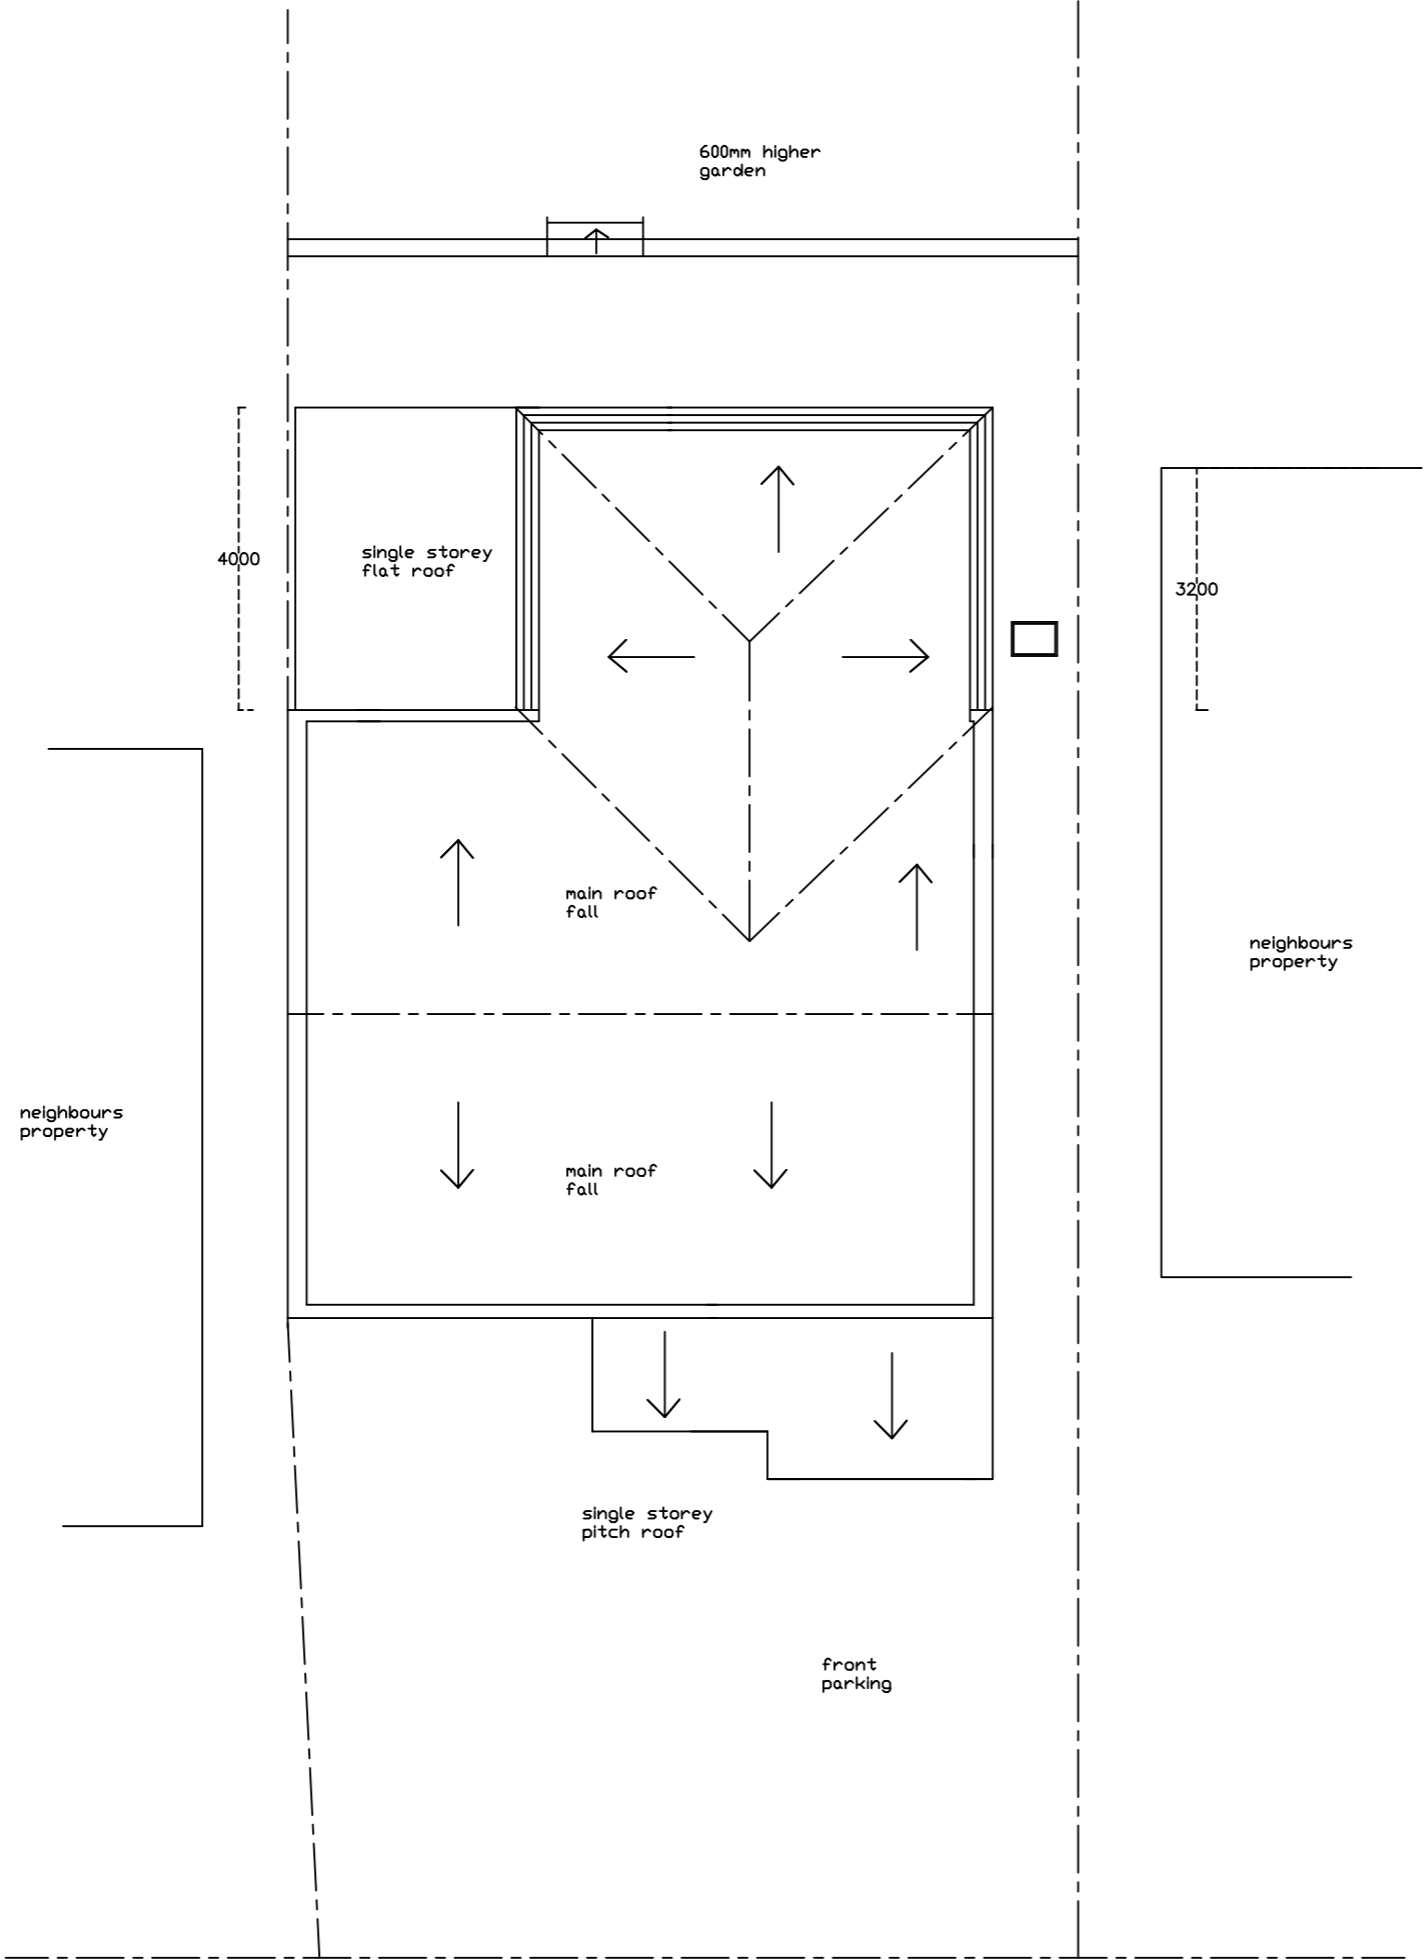 600mm higher
garden
single storey
flat roof
4000
3200
main roof
fall
neighbours
property
neighbours
property
main roof
fall
single storey
pitch roof
front
parking